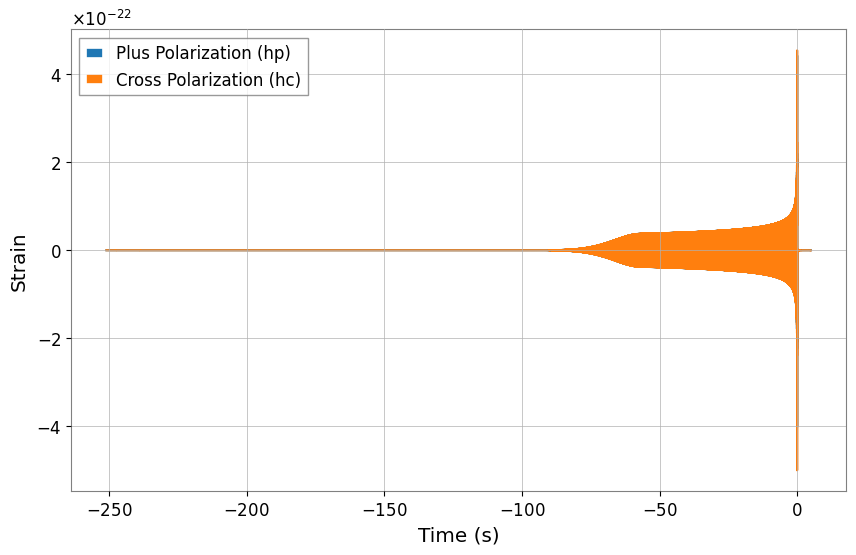 ×10⁻²²
Plus Polarization (hp)
Cross Polarization (hc)
4
2
0
−2
−4
Strain
−250 −200 −150 −100 −50 0
Time (s)